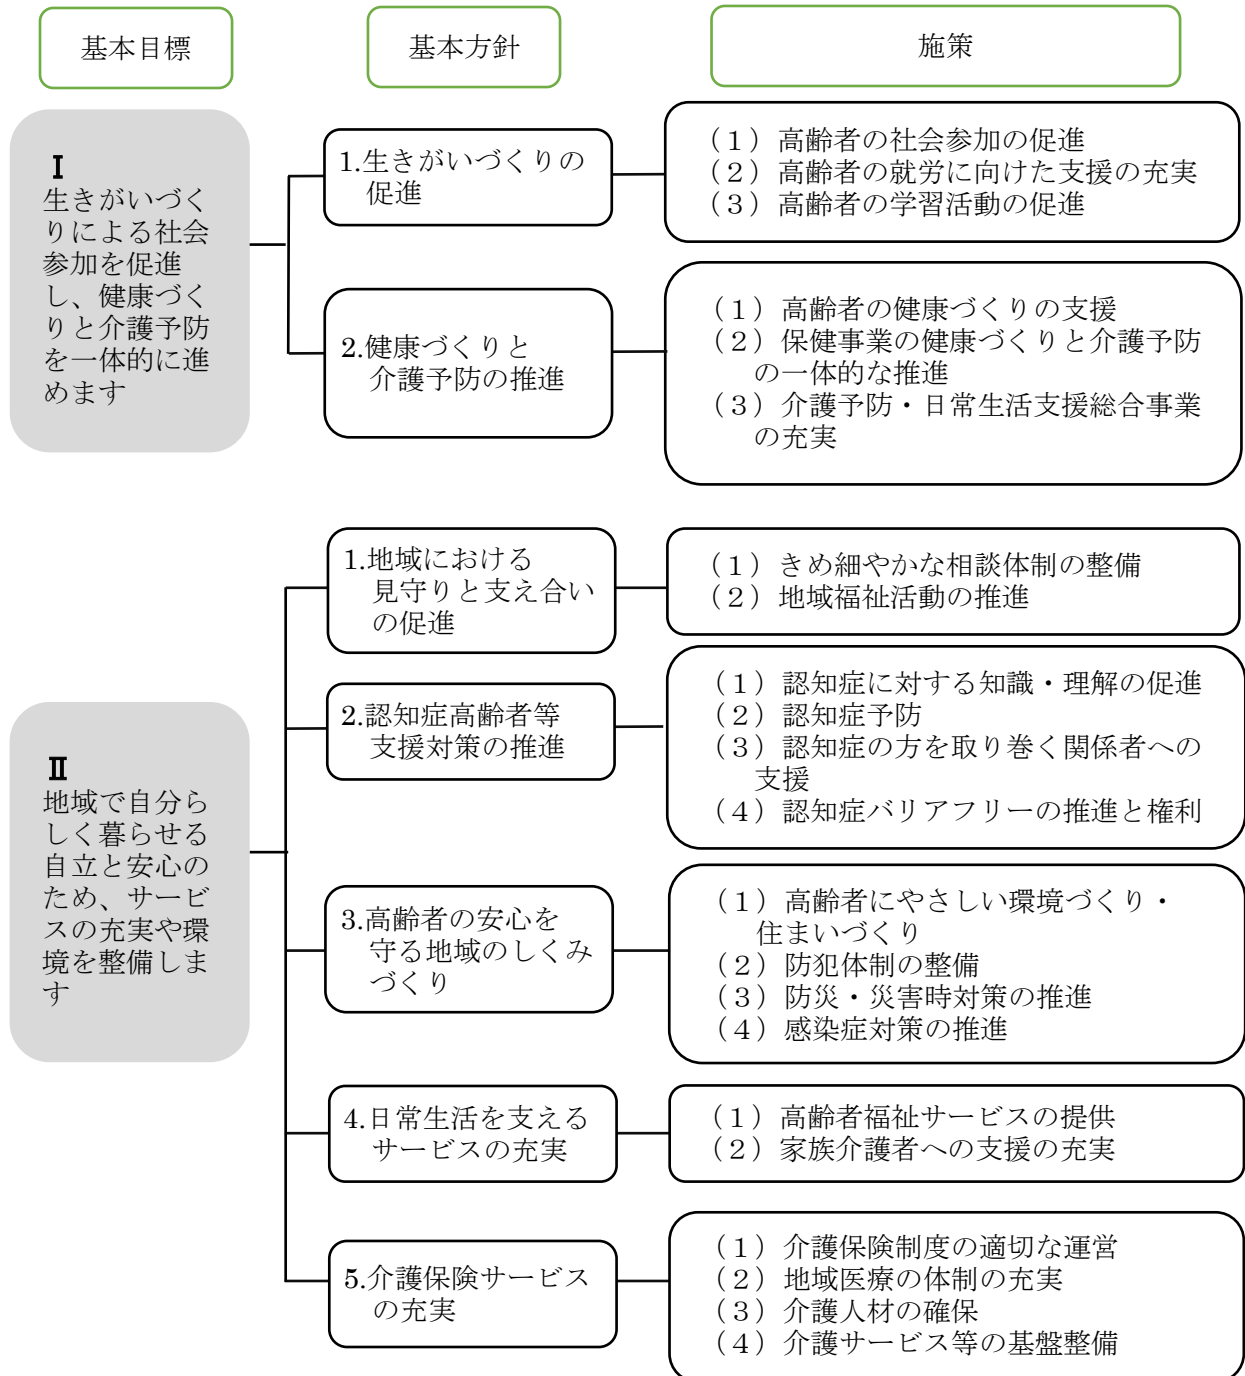 基本目標
基本方針
施策
Ⅰ
生きがいづく
りによる社会
参加を促進
し、健康づく
りと介護予防
を一体的に進
めます
1.生きがいづくりの
促進
（１）高齢者の社会参加の促進
（２）高齢者の就労に向けた支援の充実
（３）高齢者の学習活動の促進
2.健康づくりと
介護予防の推進
（１）高齢者の健康づくりの支援
（２）保健事業の健康づくりと介護予防
の一体的な推進
（３）介護予防・日常生活支援総合事業
の充実
Ⅱ
地域で自分ら
しく暮らせる
自立と安心の
ため、サービ
スの充実や環
境を整備しま
す
1.地域における
見守りと支え合い
の促進
（１）きめ細やかな相談体制の整備
（２）地域福祉活動の推進
2.認知症高齢者等
支援対策の推進
（１）認知症に対する知識・理解の促進
（２）認知症予防
（３）認知症の方を取り巻く関係者への
支援
（４）認知症バリアフリーの推進と権利
3.高齢者の安心を
守る地域のしくみ
づくり
（１）高齢者にやさしい環境づくり・
住まいづくり
（２）防犯体制の整備
（３）防災・災害時対策の推進
（４）感染症対策の推進
4.日常生活を支える
サービスの充実
（１）高齢者福祉サービスの提供
（２）家族介護者への支援の充実
5.介護保険サービス
の充実
（１）介護保険制度の適切な運営
（２）地域医療の体制の充実
（３）介護人材の確保
（４）介護サービス等の基盤整備